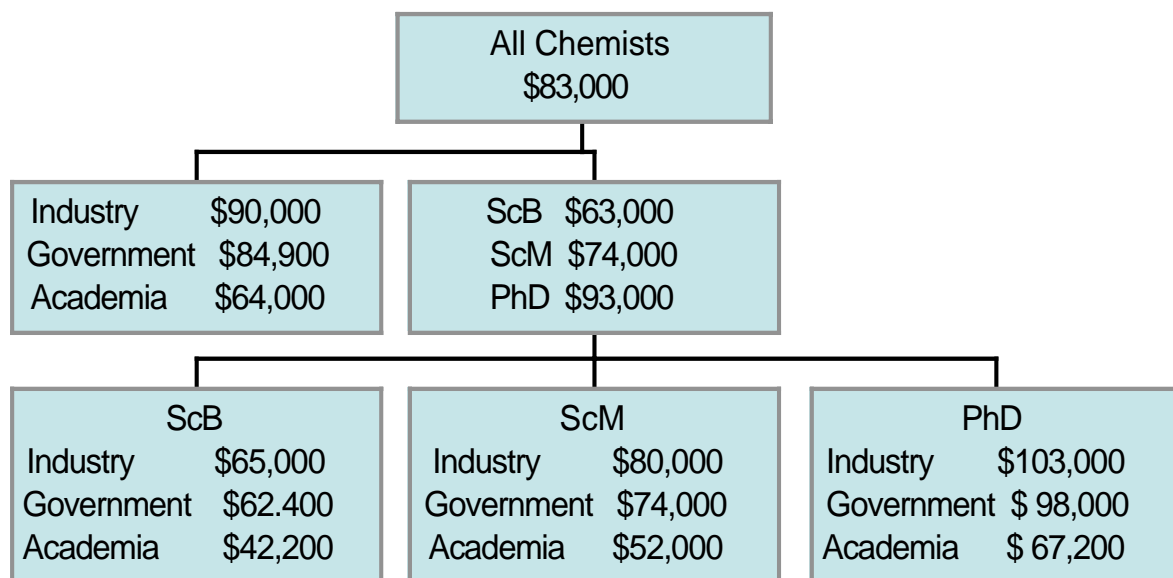 All Chemists
$83,000
Industry $90,000
Government $84,900
Academia $64,000
ScB $63,000
ScM $74,000
PhD $93,000
ScB
Industry $65,000
Government $62.400
Academia $42,200
ScM
Industry $80,000
Government $74,000
Academia $52,000
PhD
Industry $103,000
Government $ 98,000
Academia $ 67,200